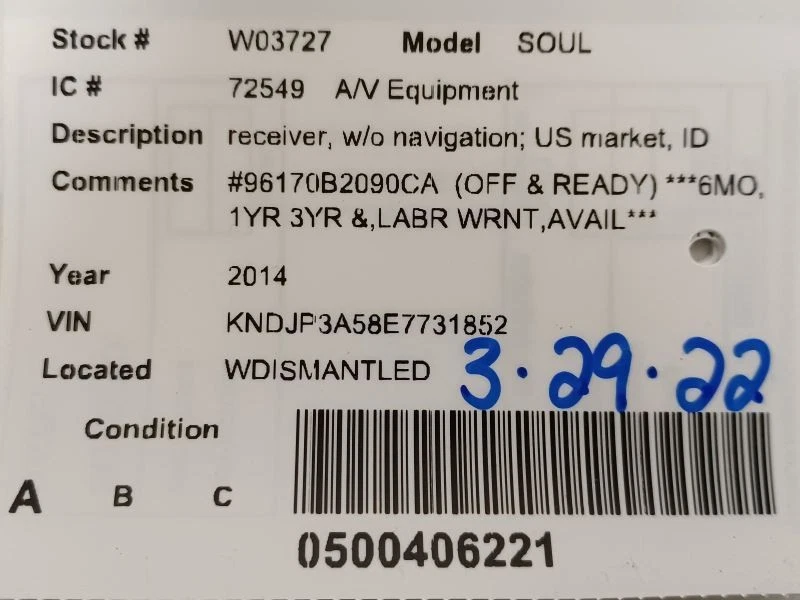 Stock # W03727 Model SOUL
IC # 72549 A/V Equipment
Description receiver, w/o navigation; US market, ID
Comments #96170B2090CA (OFF & READY) ***6MO,
1YR 3YR &,LABR WRNT,AVAIL***
Year 2014
VIN KNDJP3A58E7731852
Located WDISMANTLED
3·29·22
Condition
A B C
0500406221